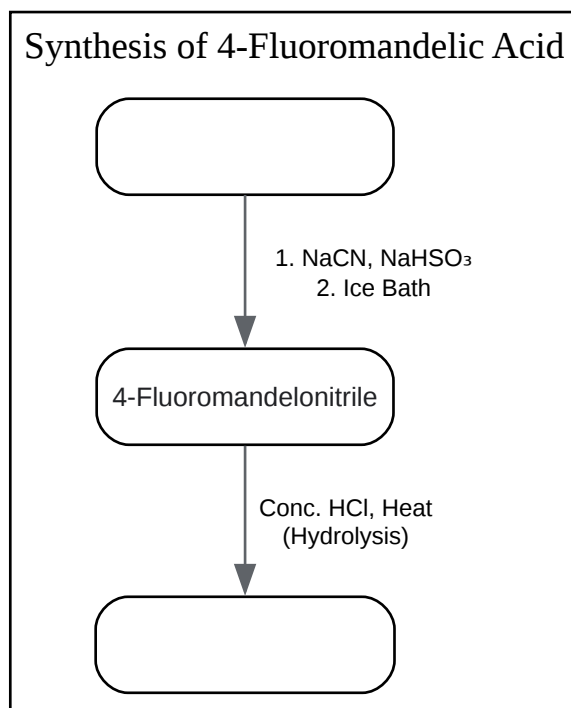 Synthesis of 4-Fluoromandelic Acid
1. NaCN, NaHSO₃
2. Ice Bath
4-Fluoromandelonitrile
Conc. HCl, Heat
(Hydrolysis)